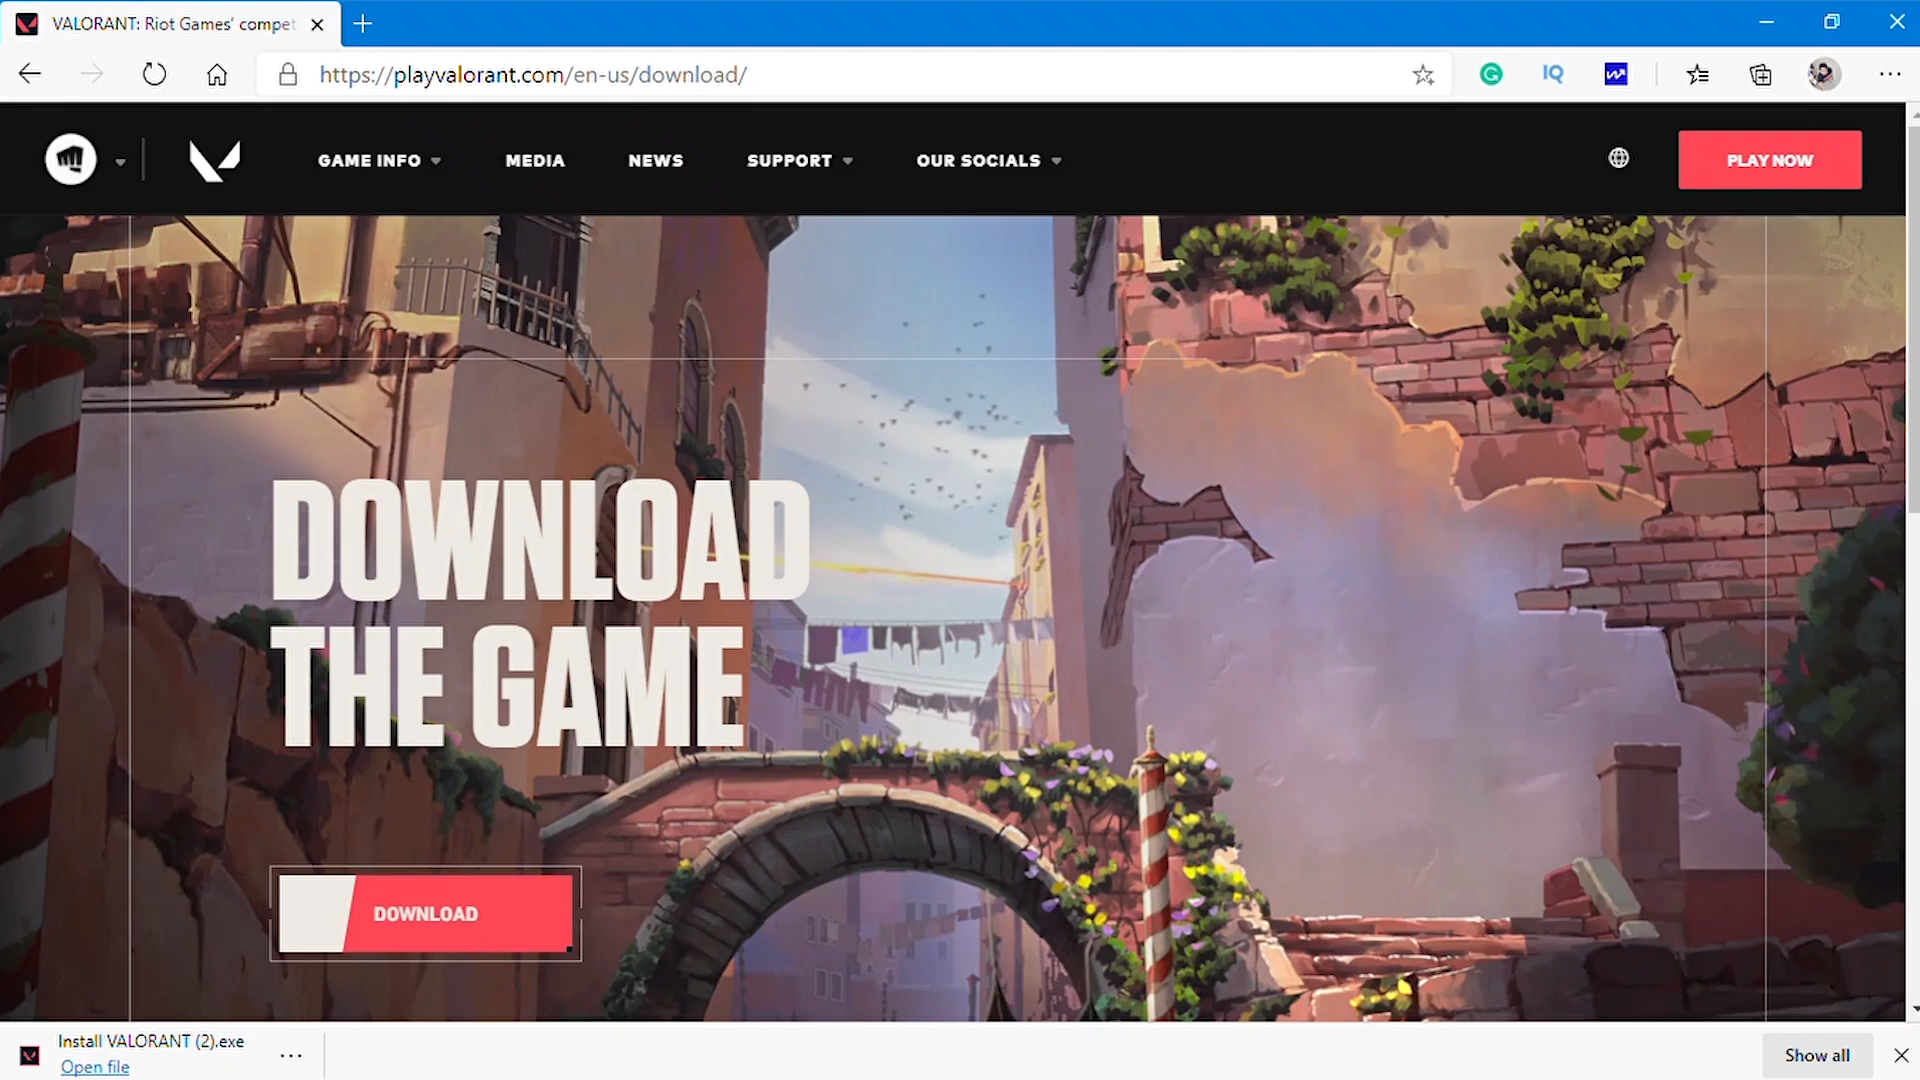 VALORANT: Riot Games' compet
https://playvalorant.com/en-us/download/
IQ
GAME INFO
MEDIA
NEWS
SUPPORT
OUR SOCIALS
PLAY NOW
DOWNLOAD
THE GAME
DOWNLOAD
Install VALORANT (2).exe
Open file
Show all